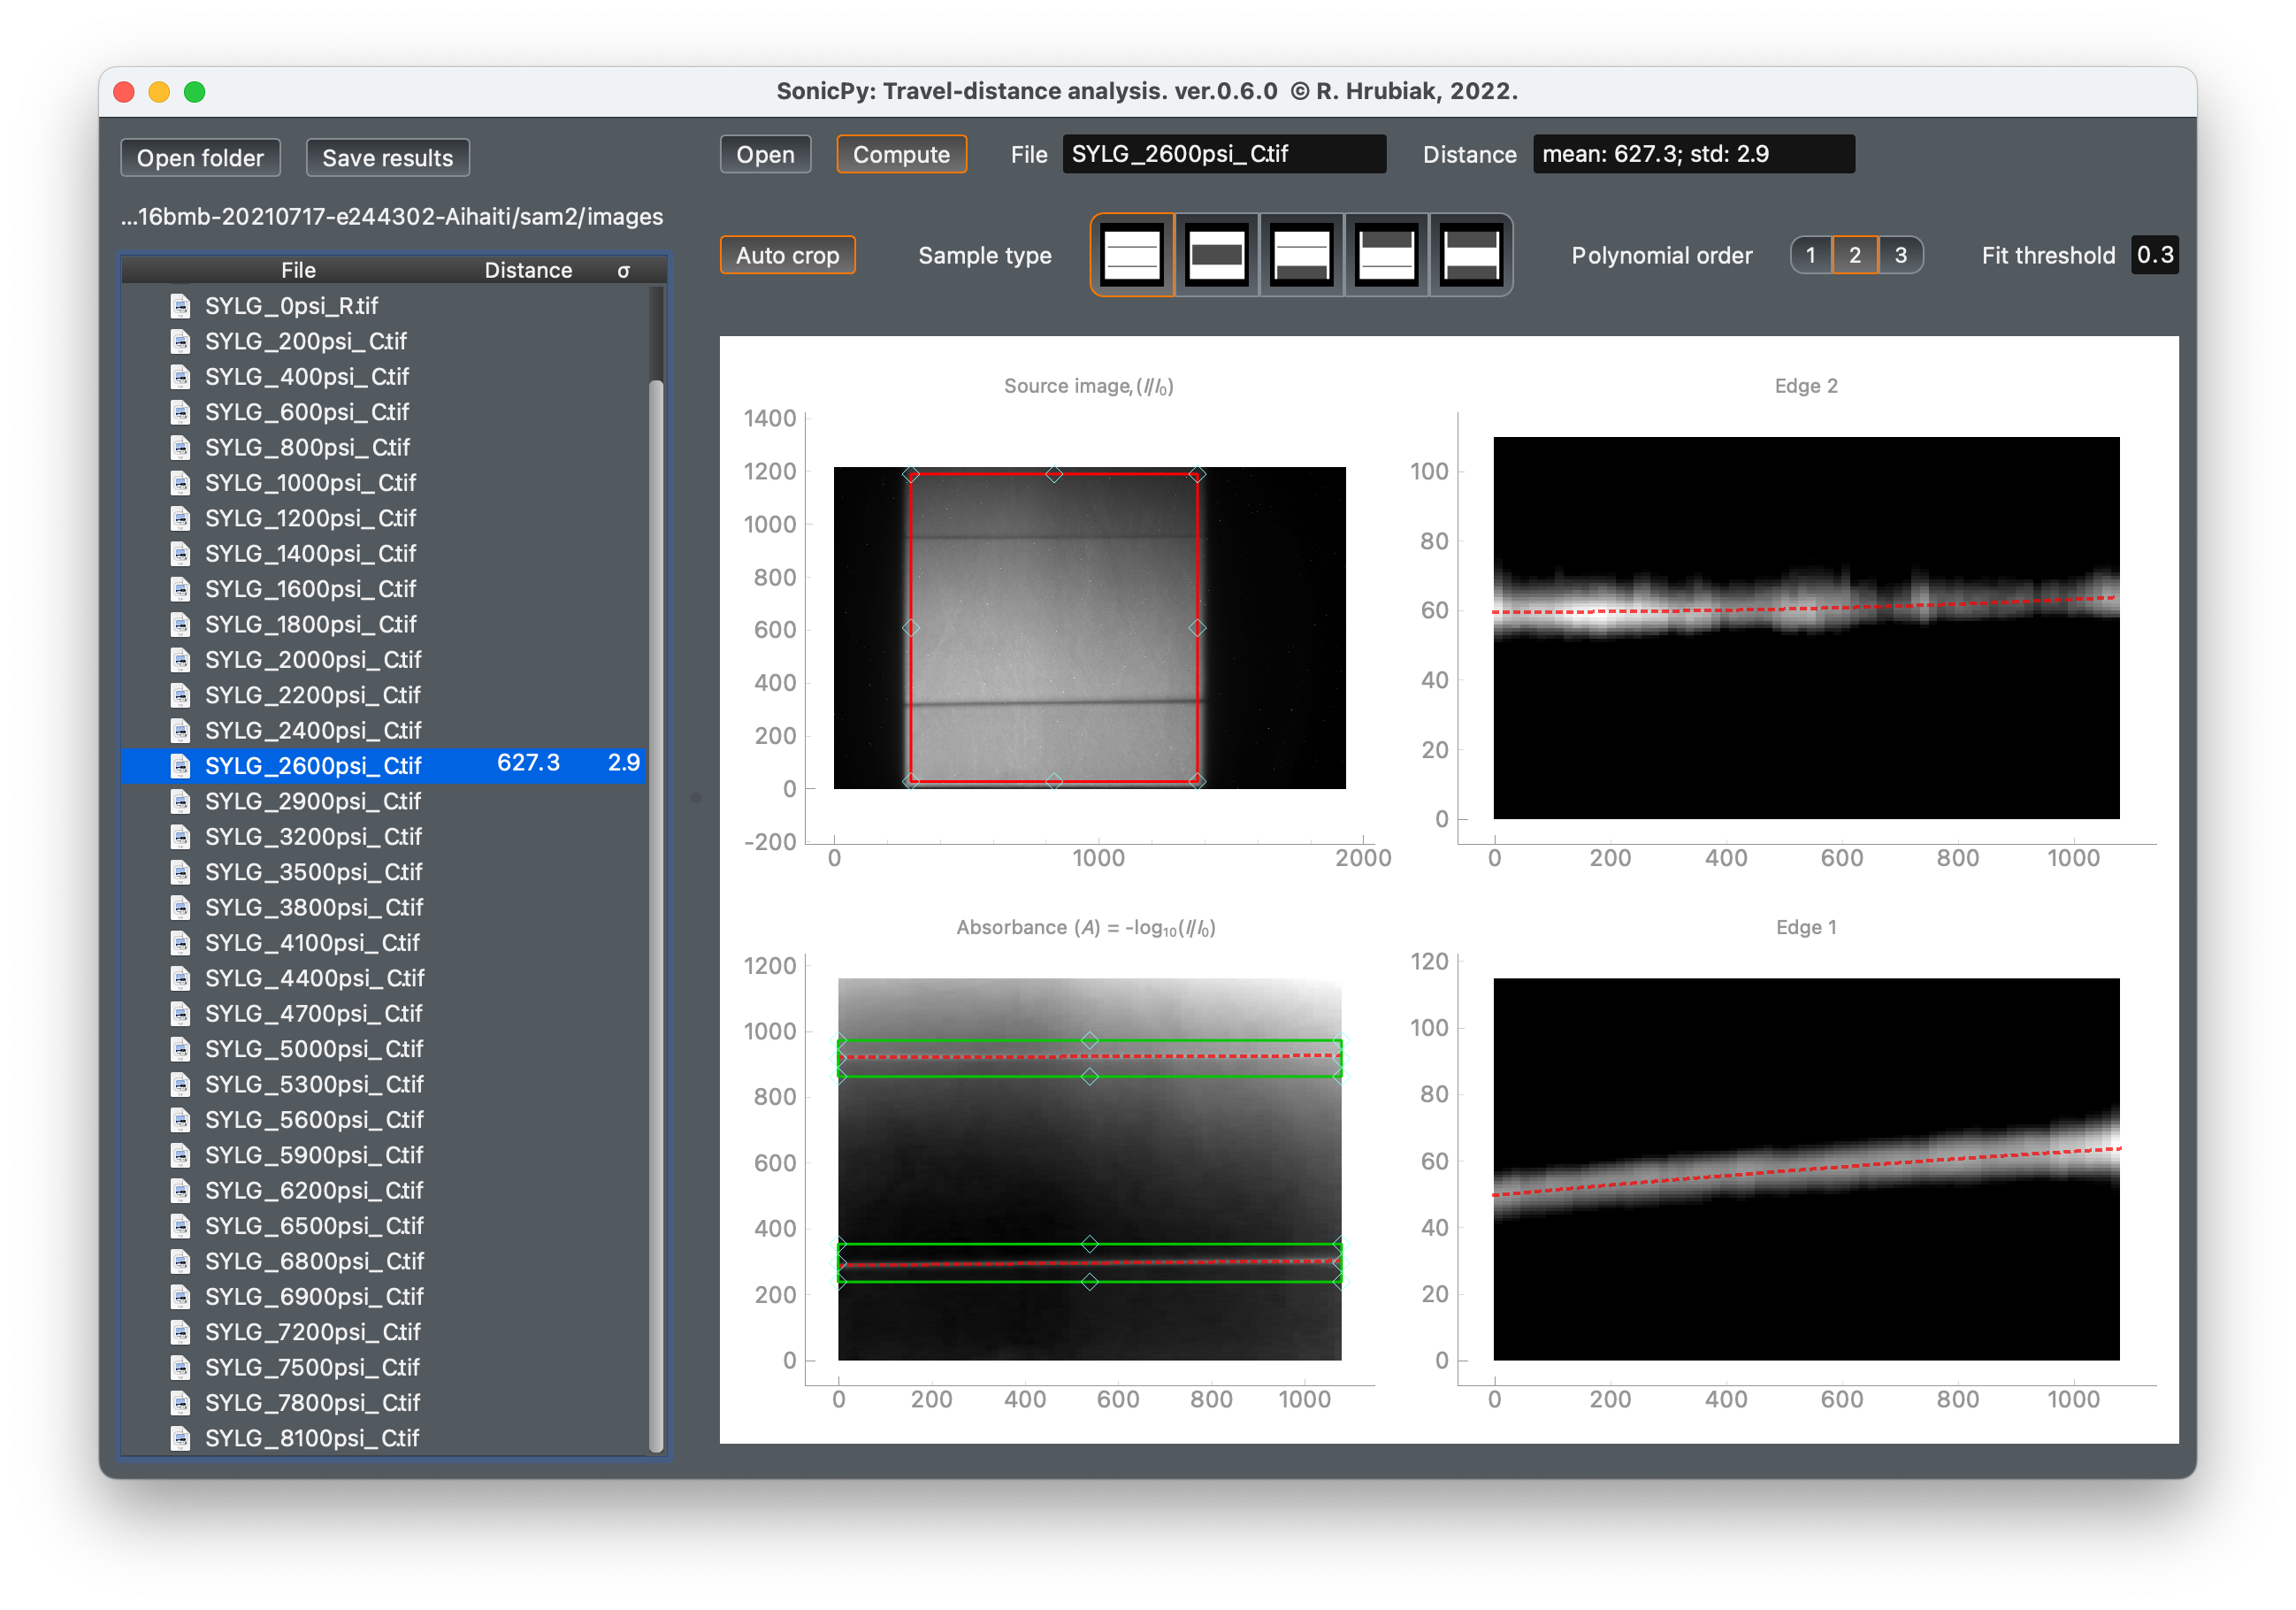 SonicPy: Travel-distance analysis. ver.0.6.0 © R. Hrubiak, 2022.
Open folder Save results
...16bmb-20210717-e244302-Aihaiti/sam2/images
File Distance σ
SYLG_0psi_R.tif
SYLG_200psi_C.tif
SYLG_400psi_C.tif
SYLG_600psi_C.tif
SYLG_800psi_C.tif
SYLG_1000psi_C.tif
SYLG_1200psi_C.tif
SYLG_1400psi_C.tif
SYLG_1600psi_C.tif
SYLG_1800psi_C.tif
SYLG_2000psi_C.tif
SYLG_2200psi_C.tif
SYLG_2400psi_C.tif
SYLG_2600psi_C.tif 627.3 2.9
SYLG_2900psi_C.tif
SYLG_3200psi_C.tif
SYLG_3500psi_C.tif
SYLG_3800psi_C.tif
SYLG_4100psi_C.tif
SYLG_4400psi_C.tif
SYLG_4700psi_C.tif
SYLG_5000psi_C.tif
SYLG_5300psi_C.tif
SYLG_5600psi_C.tif
SYLG_5900psi_C.tif
SYLG_6200psi_C.tif
SYLG_6500psi_C.tif
SYLG_6800psi_C.tif
SYLG_6900psi_C.tif
SYLG_7200psi_C.tif
SYLG_7500psi_C.tif
SYLG_7800psi_C.tif
SYLG_8100psi_C.tif
Open Compute File SYLG_2600psi_C.tif Distance mean: 627.3; std: 2.9
Auto crop Sample type Polynomial order 1 2 3 Fit threshold 0.3
Source image, (I/I₀)
1400
1200
1000
800
600
400
200
0
-200
0 1000 2000
Edge 2
100
80
60
40
20
0
0 200 400 600 800 1000
Absorbance (A) = -log₁₀(I/I₀)
1200
1000
800
600
400
200
0
0 200 400 600 800 1000
Edge 1
120
100
80
60
40
20
0
0 200 400 600 800 1000